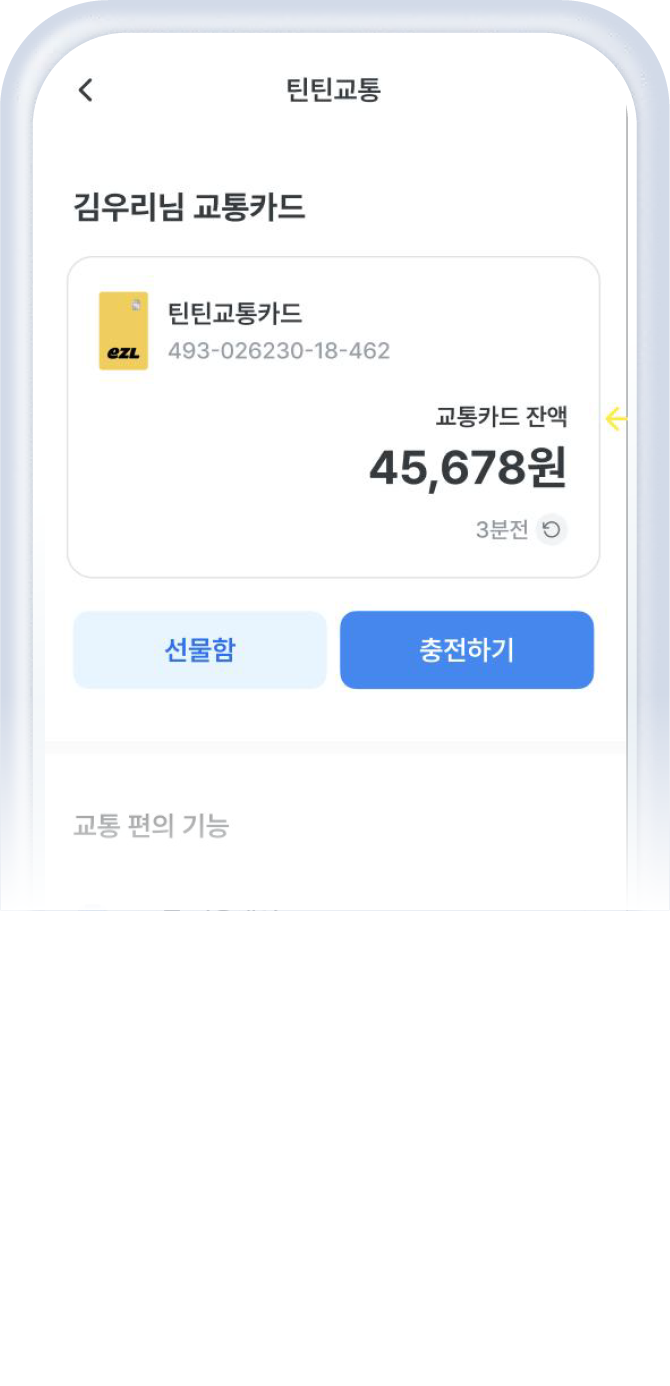 틴틴교통
김우리님 교통카드
틴틴교통카드
ezl
493-026230-18-462
교통카드 잔액
45,678원
3분전
선물함
충전하기
교통 편의 기능